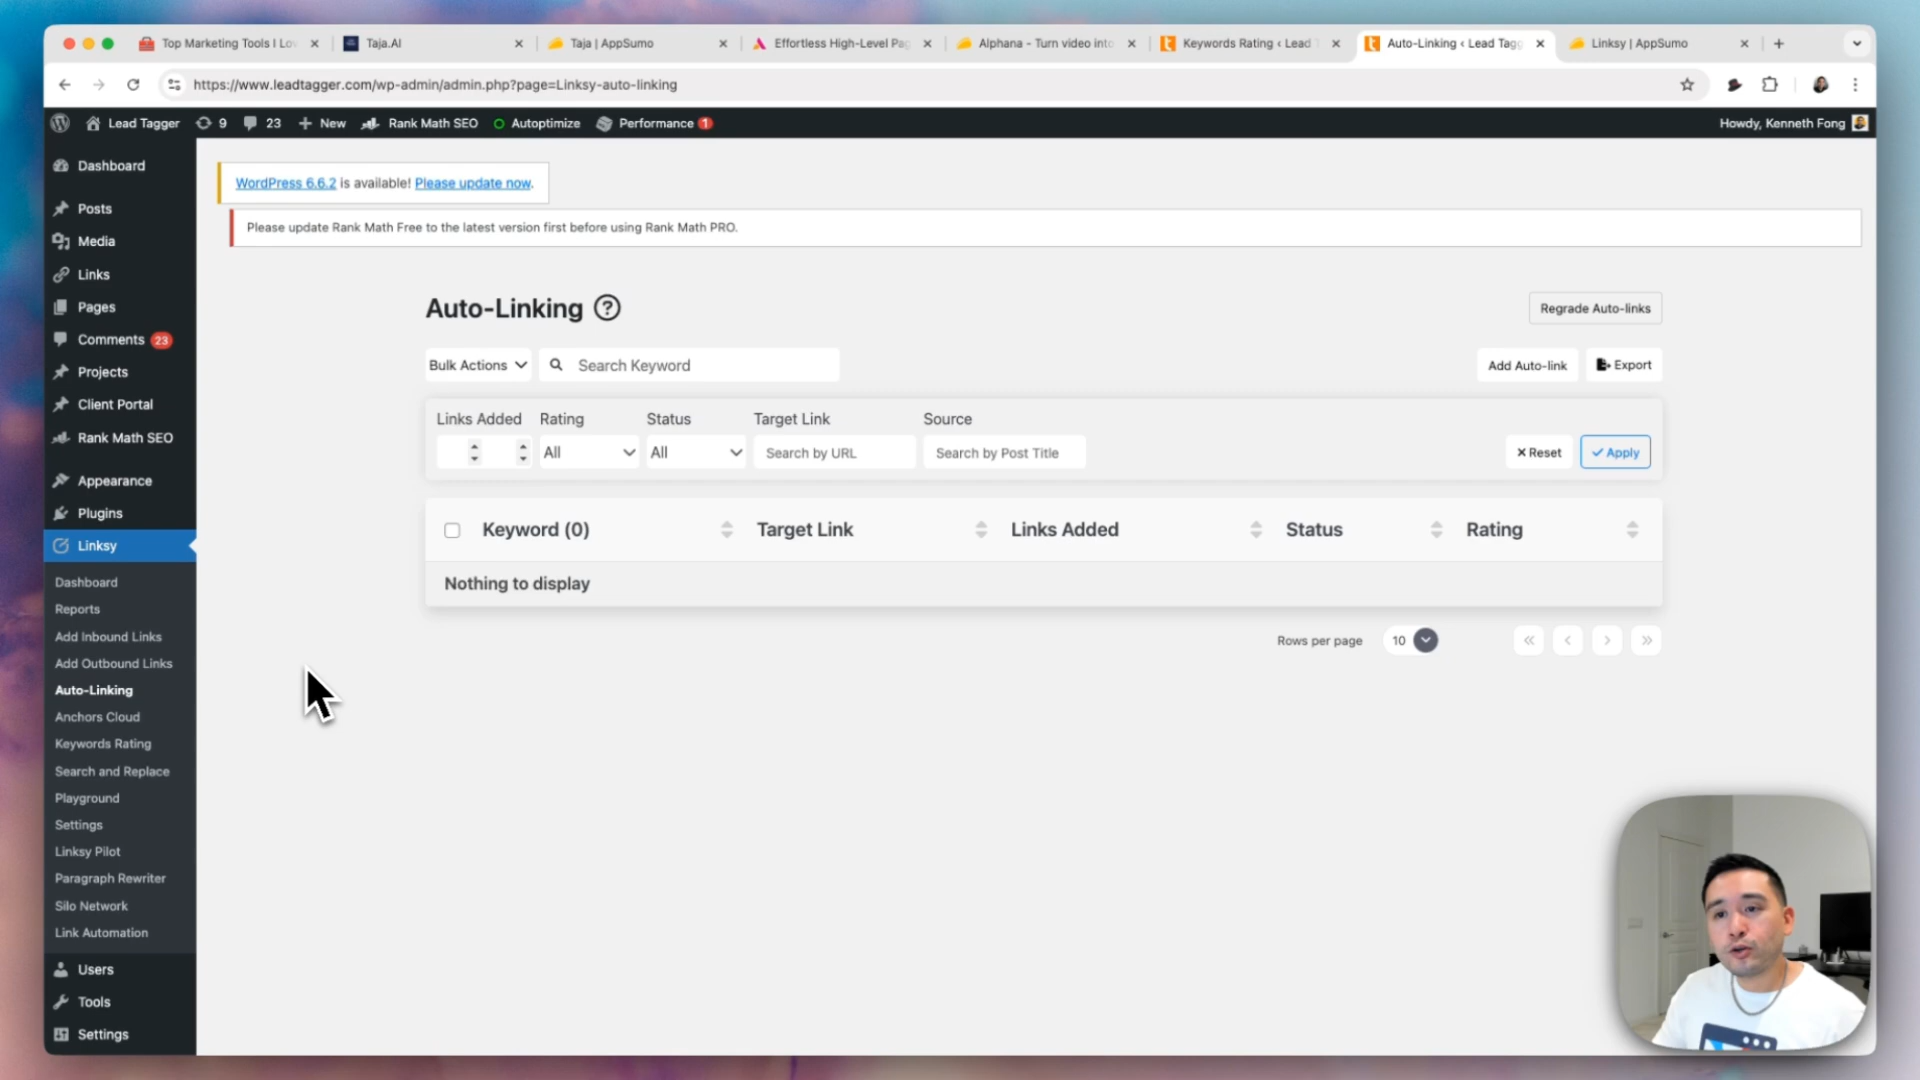 Top Marketing Tools I Lov
Taja.AI
Taja | AppSumo
Effortless High-Level Pag
Alphana - Turn video into
Keywords Rating ‹ Lead T
Auto-Linking ‹ Lead Tagg
Linksy | AppSumo
https://www.leadtagger.com/wp-admin/admin.php?page=Linksy-auto-linking
Lead Tagger
9
23
New
Rank Math SEO
Autoptimize
Performance 1
Howdy, Kenneth Fong
Dashboard
Posts
Media
Links
Pages
Comments 23
Projects
Client Portal
Rank Math SEO
Appearance
Plugins
Linksy
Dashboard
Reports
Add Inbound Links
Add Outbound Links
Auto-Linking
Anchors Cloud
Keywords Rating
Search and Replace
Playground
Settings
Linksy Pilot
Paragraph Rewriter
Silo Network
Link Automation
Users
Tools
Settings
WordPress 6.6.2 is available! Please update now.
Please update Rank Math Free to the latest version first before using Rank Math PRO.
Auto-Linking ?
Regrade Auto-links
Bulk Actions
Search Keyword
Add Auto-link
Export
Links Added
Rating
Status
Target Link
Source
All
All
Search by URL
Search by Post Title
Reset
Apply
Keyword (0)
Target Link
Links Added
Status
Rating
Nothing to display
Rows per page
10